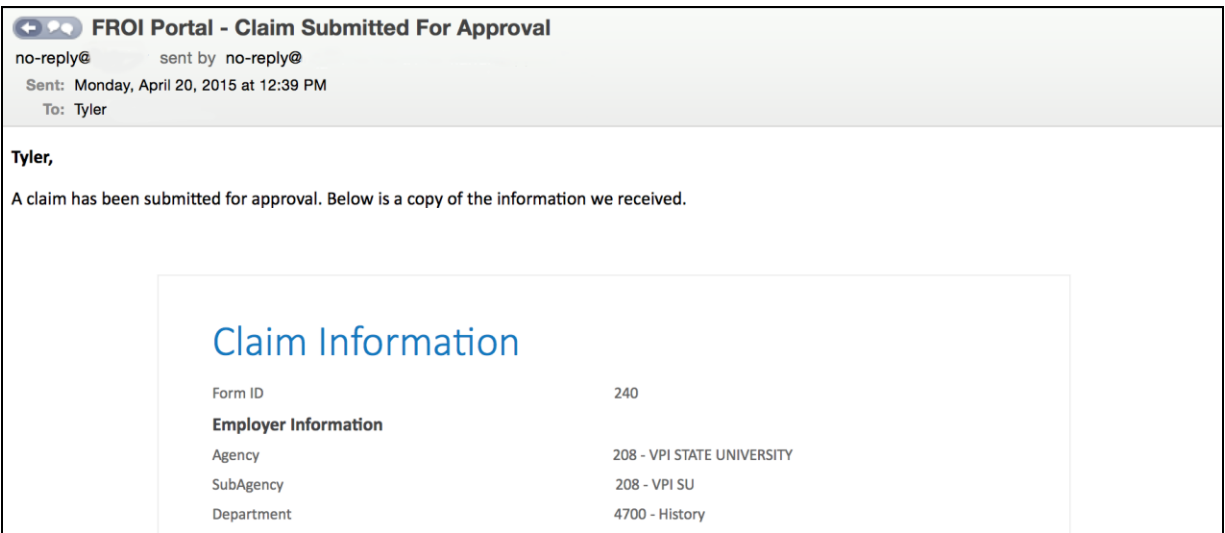 FROI Portal - Claim Submitted For Approval
no-reply@ sent by no-reply@
Sent: Monday, April 20, 2015 at 12:39 PM
To: Tyler
Tyler,
A claim has been submitted for approval. Below is a copy of the information we received.
Claim Information
Form ID 240
Employer Information
Agency 208 - VPI STATE UNIVERSITY
SubAgency 208 - VPI SU
Department 4700 - History